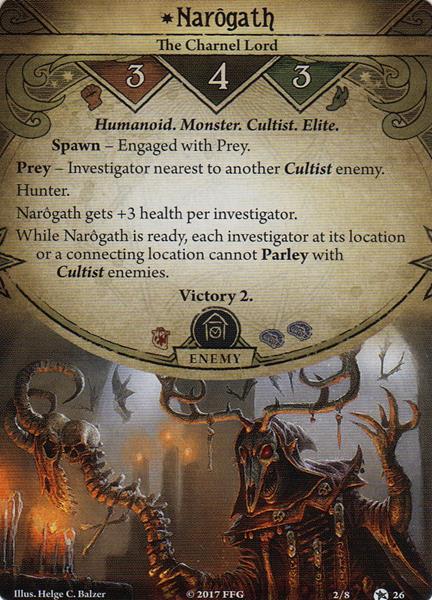 Narôgath
The Charnel Lord
3 4 3
Humanoid. Monster. Cultist. Elite.
Spawn – Engaged with Prey.
Prey – Investigator nearest to another Cultist enemy.
Hunter.
Narôgath gets +3 health per investigator.
While Narôgath is ready, each investigator at its location
or a connecting location cannot Parley with
Cultist enemies.
Victory 2.
ENEMY
Illus. Helge C. Balzer © 2017 FFG 2/8 26